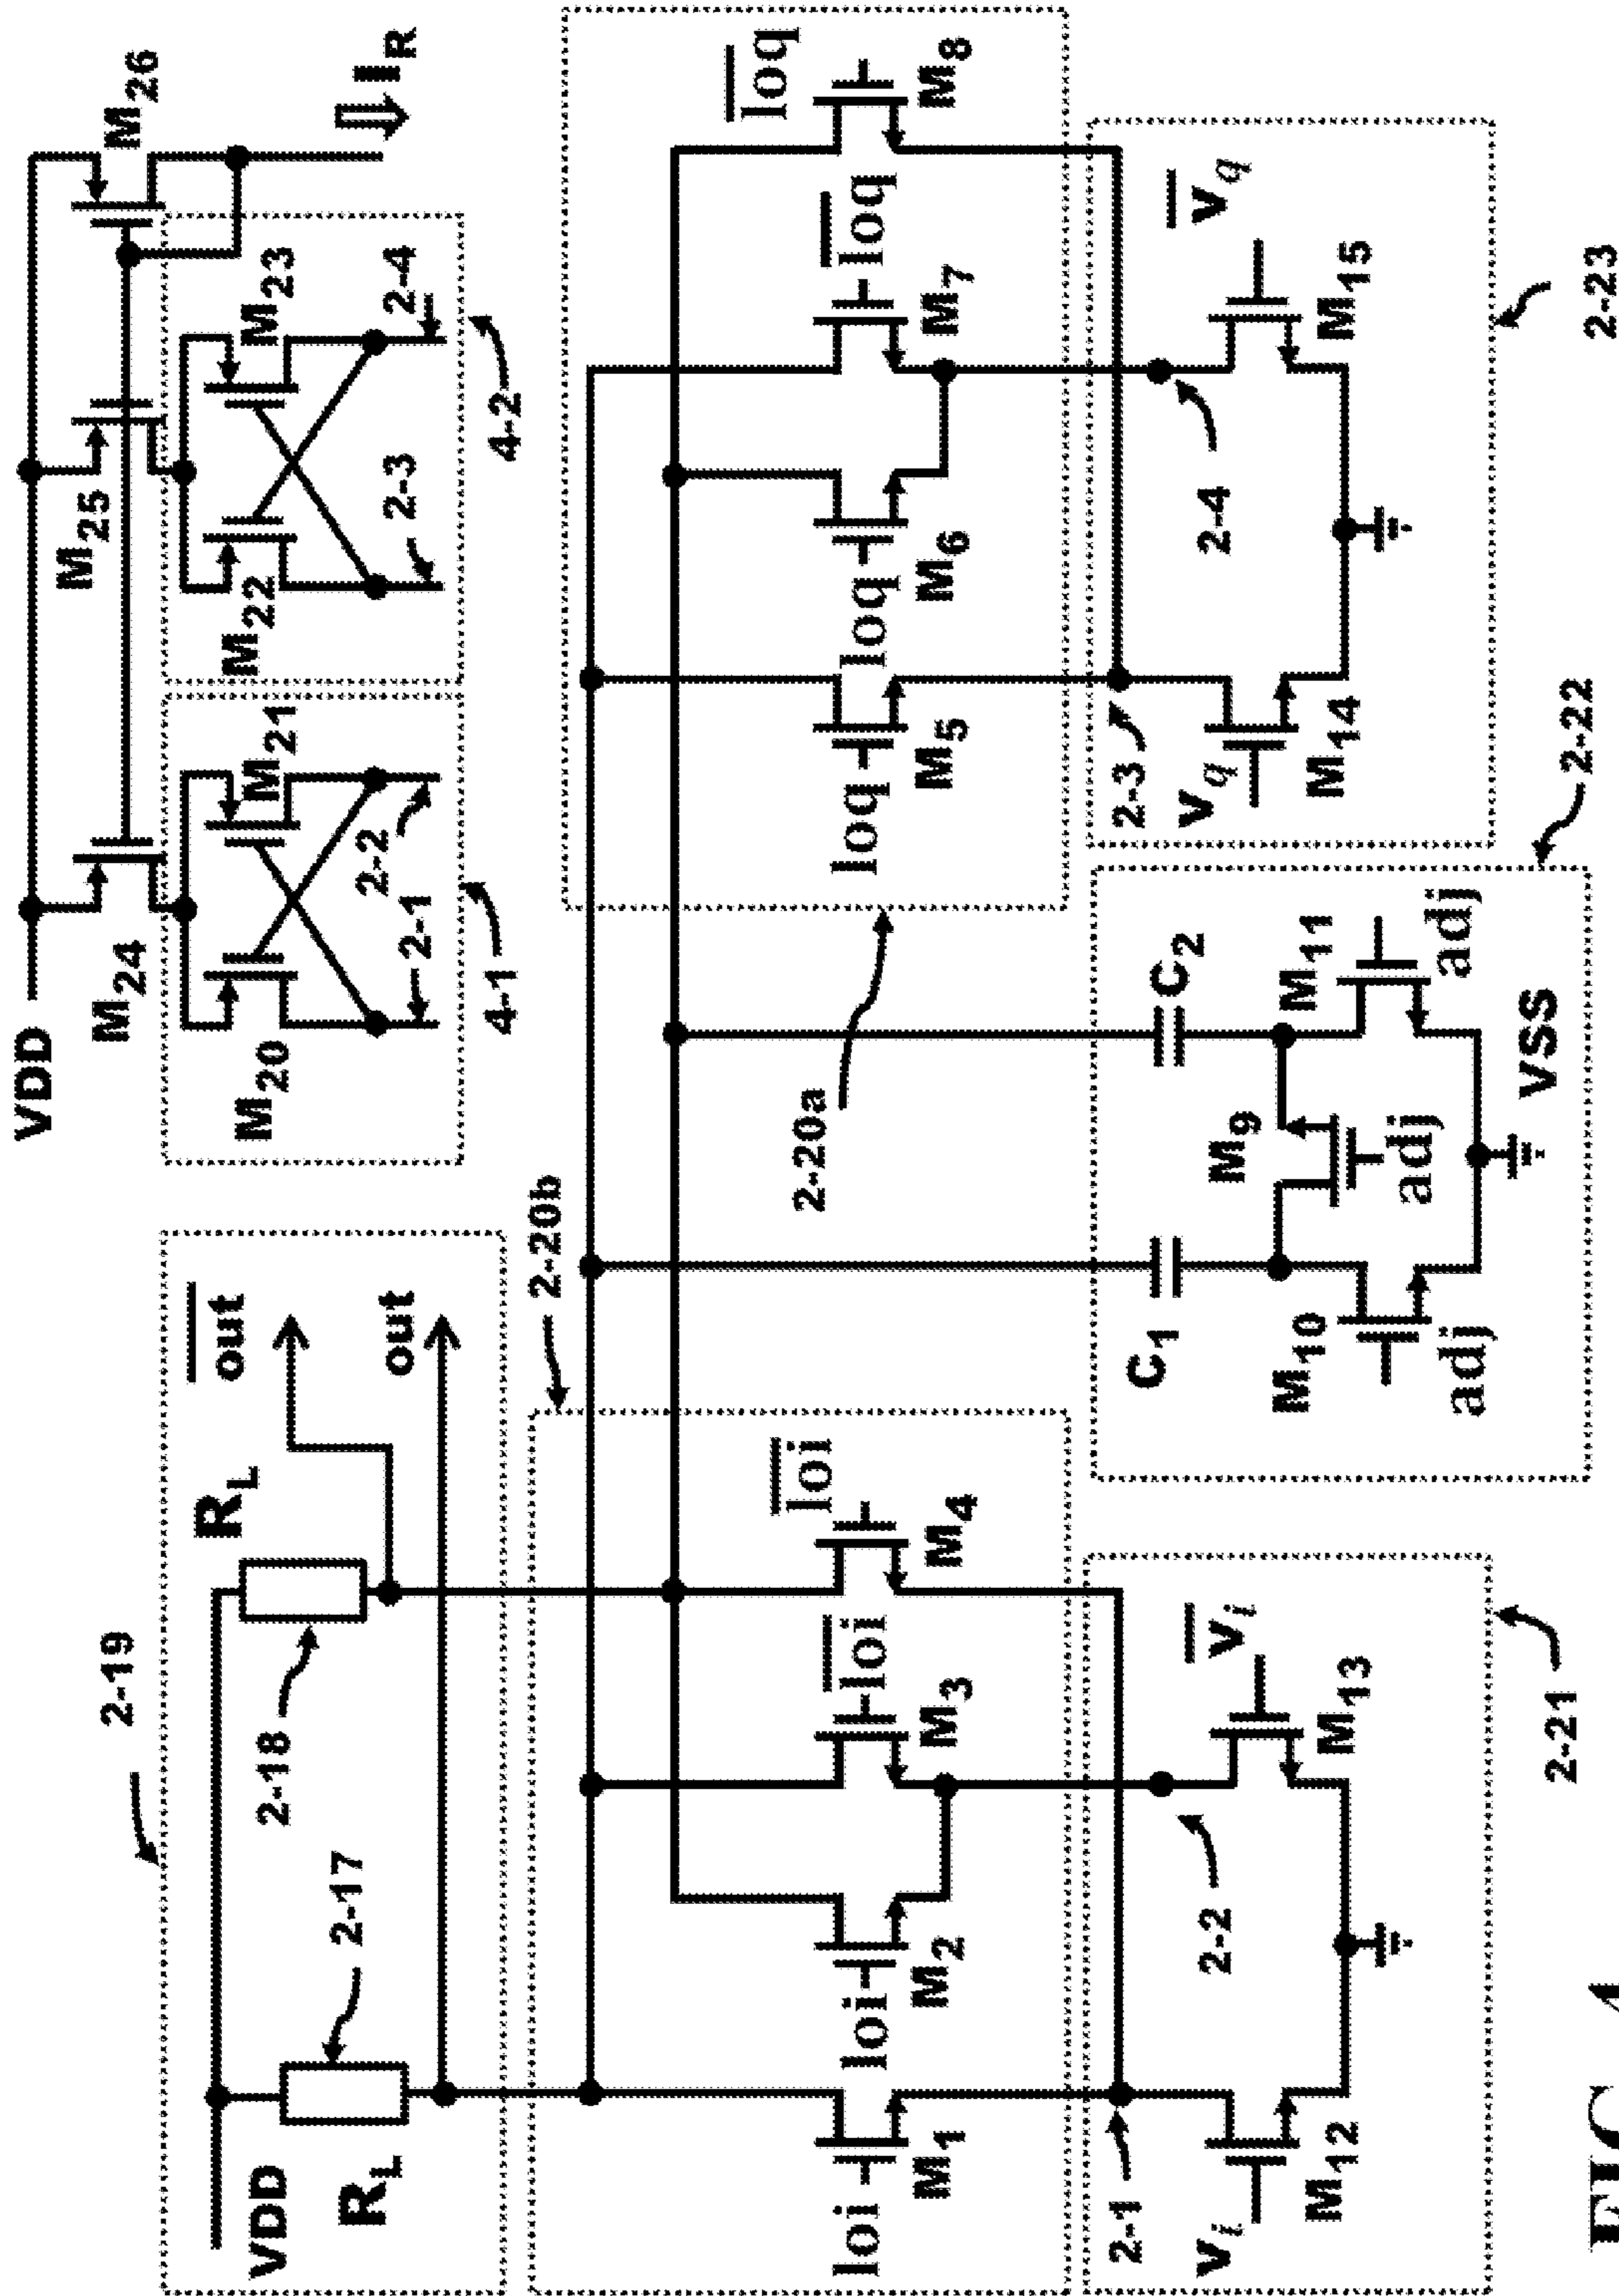 VDD
M26
IR
M24
M25
M20
M21
M22
M23
2-1
2-2
2-3
2-4
4-1
4-2
2-19
VDD
RL
2-17
2-18
RL
out
out
2-20b
loi
M1
loi
M2
loi
M3
loi
M4
2-20a
loq
M5
loq
M6
loq
M7
loq
M8
2-1
vi
M12
2-2
vi
M13
2-21
C1
C2
M9
adj
M10
adj
M11
adj
VSS
2-22
2-3
vq
M14
2-4
vq
M15
2-23